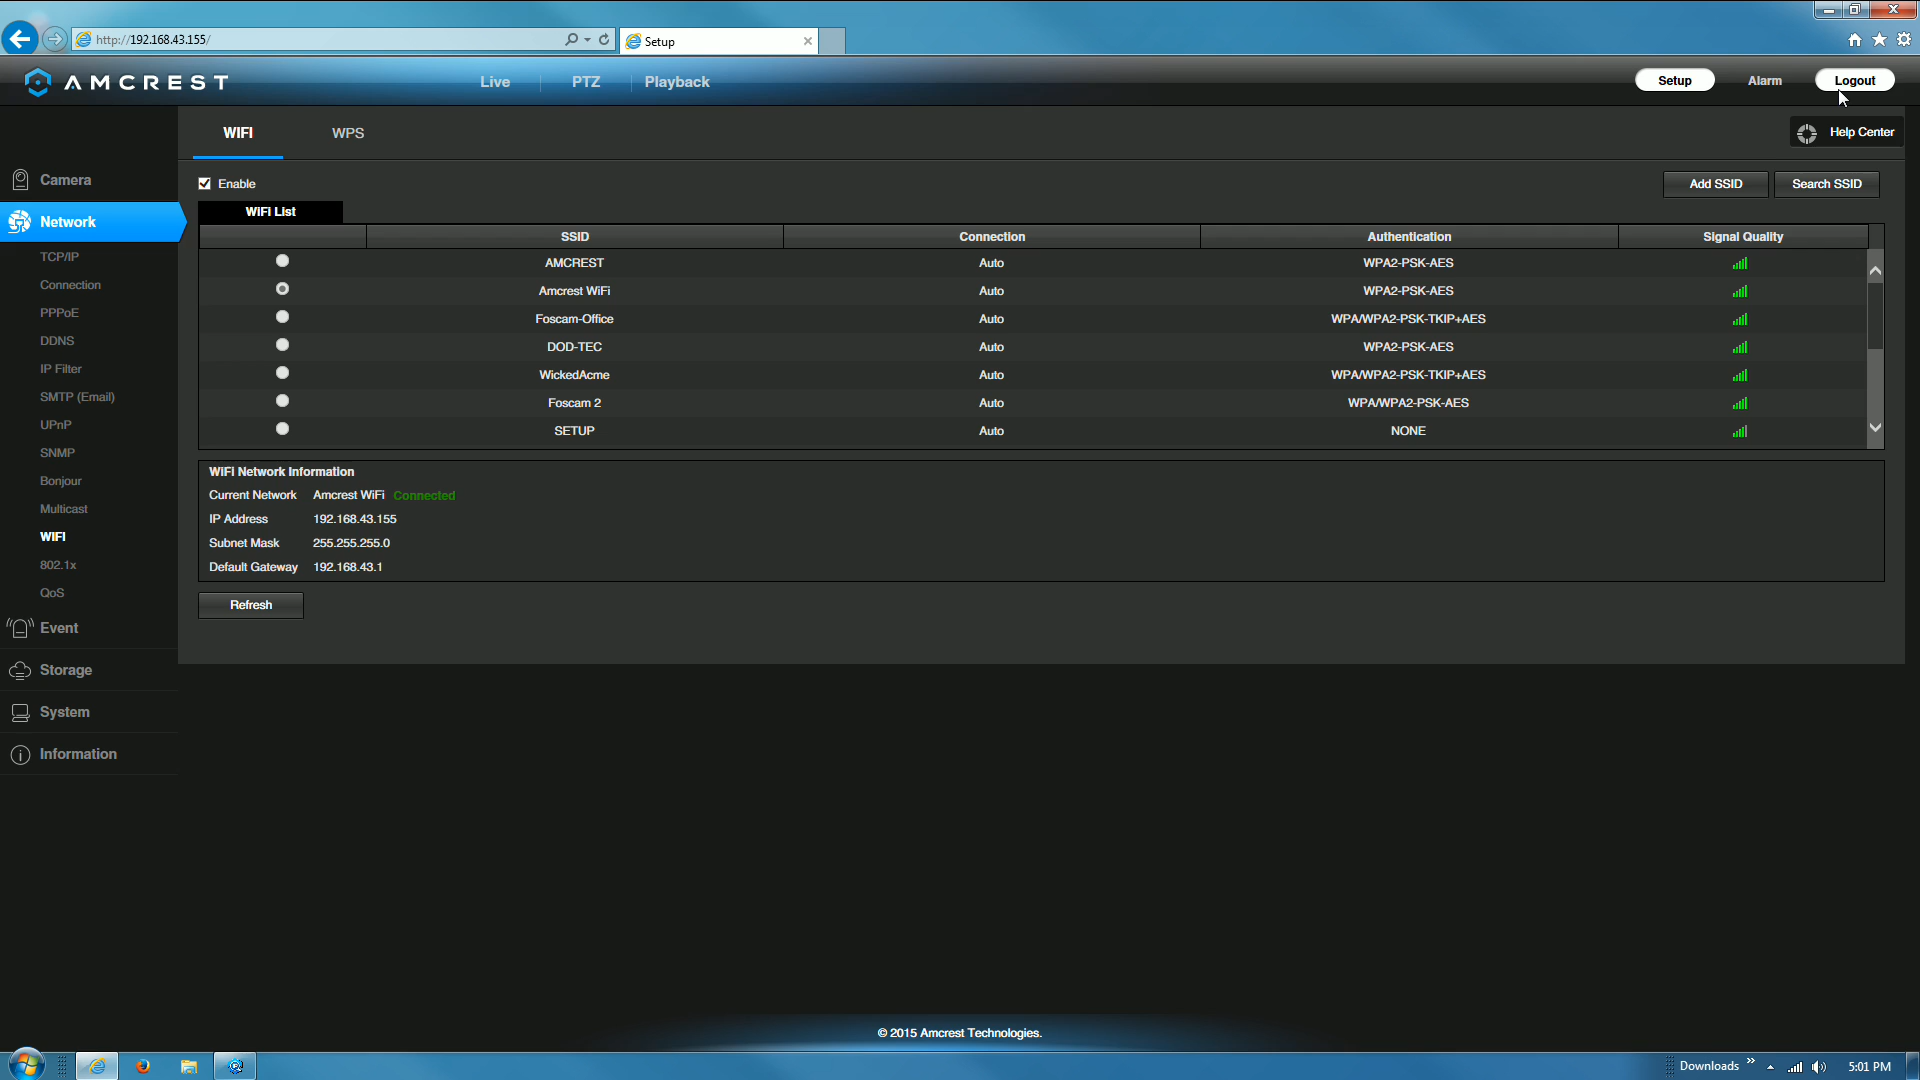 http://192.168.43.155/
Setup
AMCREST
Live
PTZ
Playback
Setup
Alarm
Logout
WIFI
WPS
Help Center
Camera
Network
TCP/IP
Connection
PPPoE
DDNS
IP Filter
SMTP (Email)
UPnP
SNMP
Bonjour
Multicast
WIFI
802.1x
QoS
Event
Storage
System
Information
Enable
Add SSID
Search SSID
WiFi List
SSID Connection Authentication Signal Quality
AMCREST Auto WPA2-PSK-AES
Amcrest WiFi Auto WPA2-PSK-AES
Foscam-Office Auto WPA/WPA2-PSK-TKIP+AES
DOD-TEC Auto WPA2-PSK-AES
WickedAcme Auto WPA/WPA2-PSK-TKIP+AES
Foscam 2 Auto WPA/WPA2-PSK-AES
SETUP Auto NONE
WiFi Network Information
Current Network Amcrest WiFi Connected
IP Address 192.168.43.155
Subnet Mask 255.255.255.0
Default Gateway 192.168.43.1
Refresh
© 2015 Amcrest Technologies.
Downloads
5:01 PM